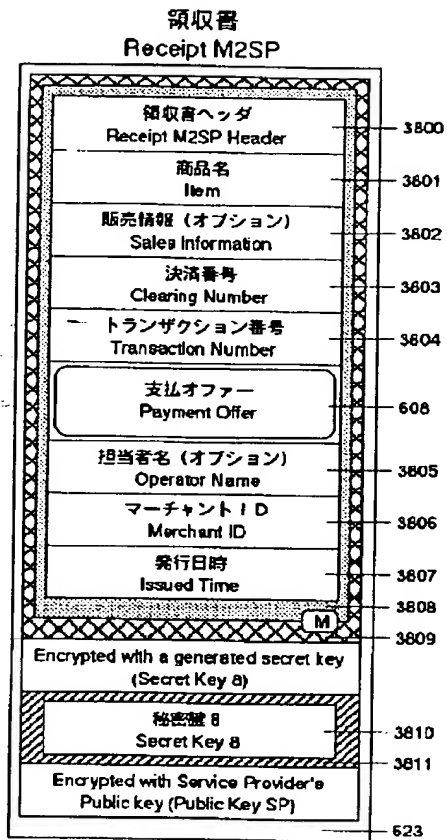 領収書
Receipt M2SP
領収書ヘッダ
Receipt M2SP Header
3800
商品名
Item
3801
販売情報（オプション）
Sales Information
3802
決済番号
Clearing Number
3803
トランザクション番号
Transaction Number
3804
支払オファー
Payment Offer
608
担当者名（オプション）
Operator Name
3805
マーチャントＩＤ
Merchant ID
3806
発行日時
Issued Time
3807
3808
M
3809
Encrypted with a generated secret key
(Secret Key 8)
秘密鍵 8
Secret Key 8
3810
3811
Encrypted with Service Provider's
Public key (Public Key SP)
623